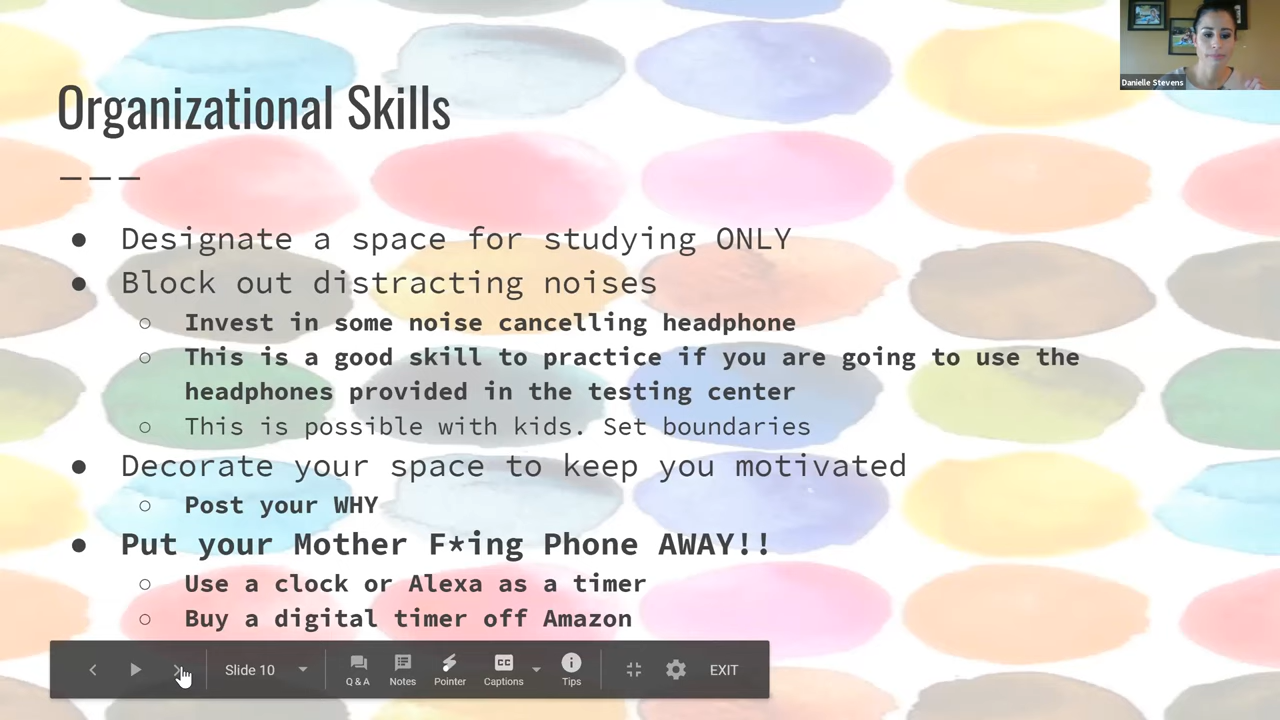 Danielle Stevens
Organizational Skills
● Designate a space for studying ONLY
● Block out distracting noises
○ Invest in some noise cancelling headphone
○ This is a good skill to practice if you are going to use the
headphones provided in the testing center
○ This is possible with kids. Set boundaries
● Decorate your space to keep you motivated
○ Post your WHY
● Put your Mother F*ing Phone AWAY!!
○ Use a clock or Alexa as a timer
○ Buy a digital timer off Amazon
Slide 10
Q & A
Notes
Pointer
CC
Captions
Tips
EXIT